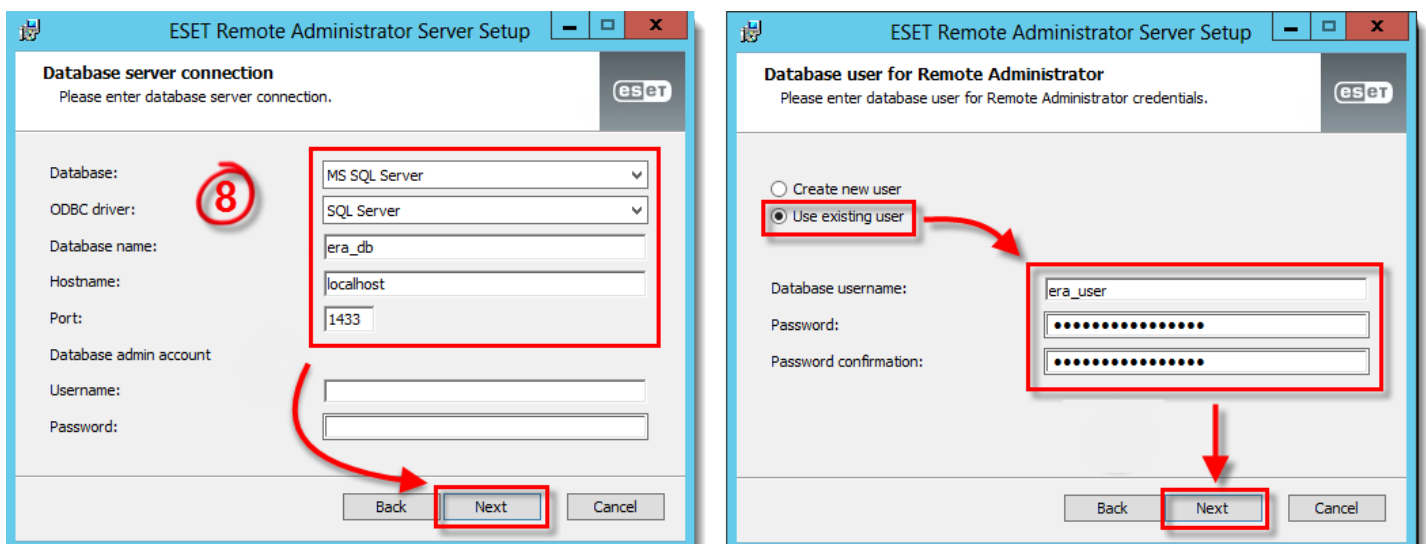 ESET Remote Administrator Server Setup
Database server connection
Please enter database server connection.
eset
8
Database:
MS SQL Server
ODBC driver:
SQL Server
Database name:
era_db
Hostname:
localhost
Port:
1433
Database admin account
Username:
Password:
Back
Next
Cancel
ESET Remote Administrator Server Setup
Database user for Remote Administrator
Please enter database user for Remote Administrator credentials.
eset
Create new user
Use existing user
Database username:
era_user
Password:
••••••••••••••••
Password confirmation:
••••••••••••••••
Back
Next
Cancel